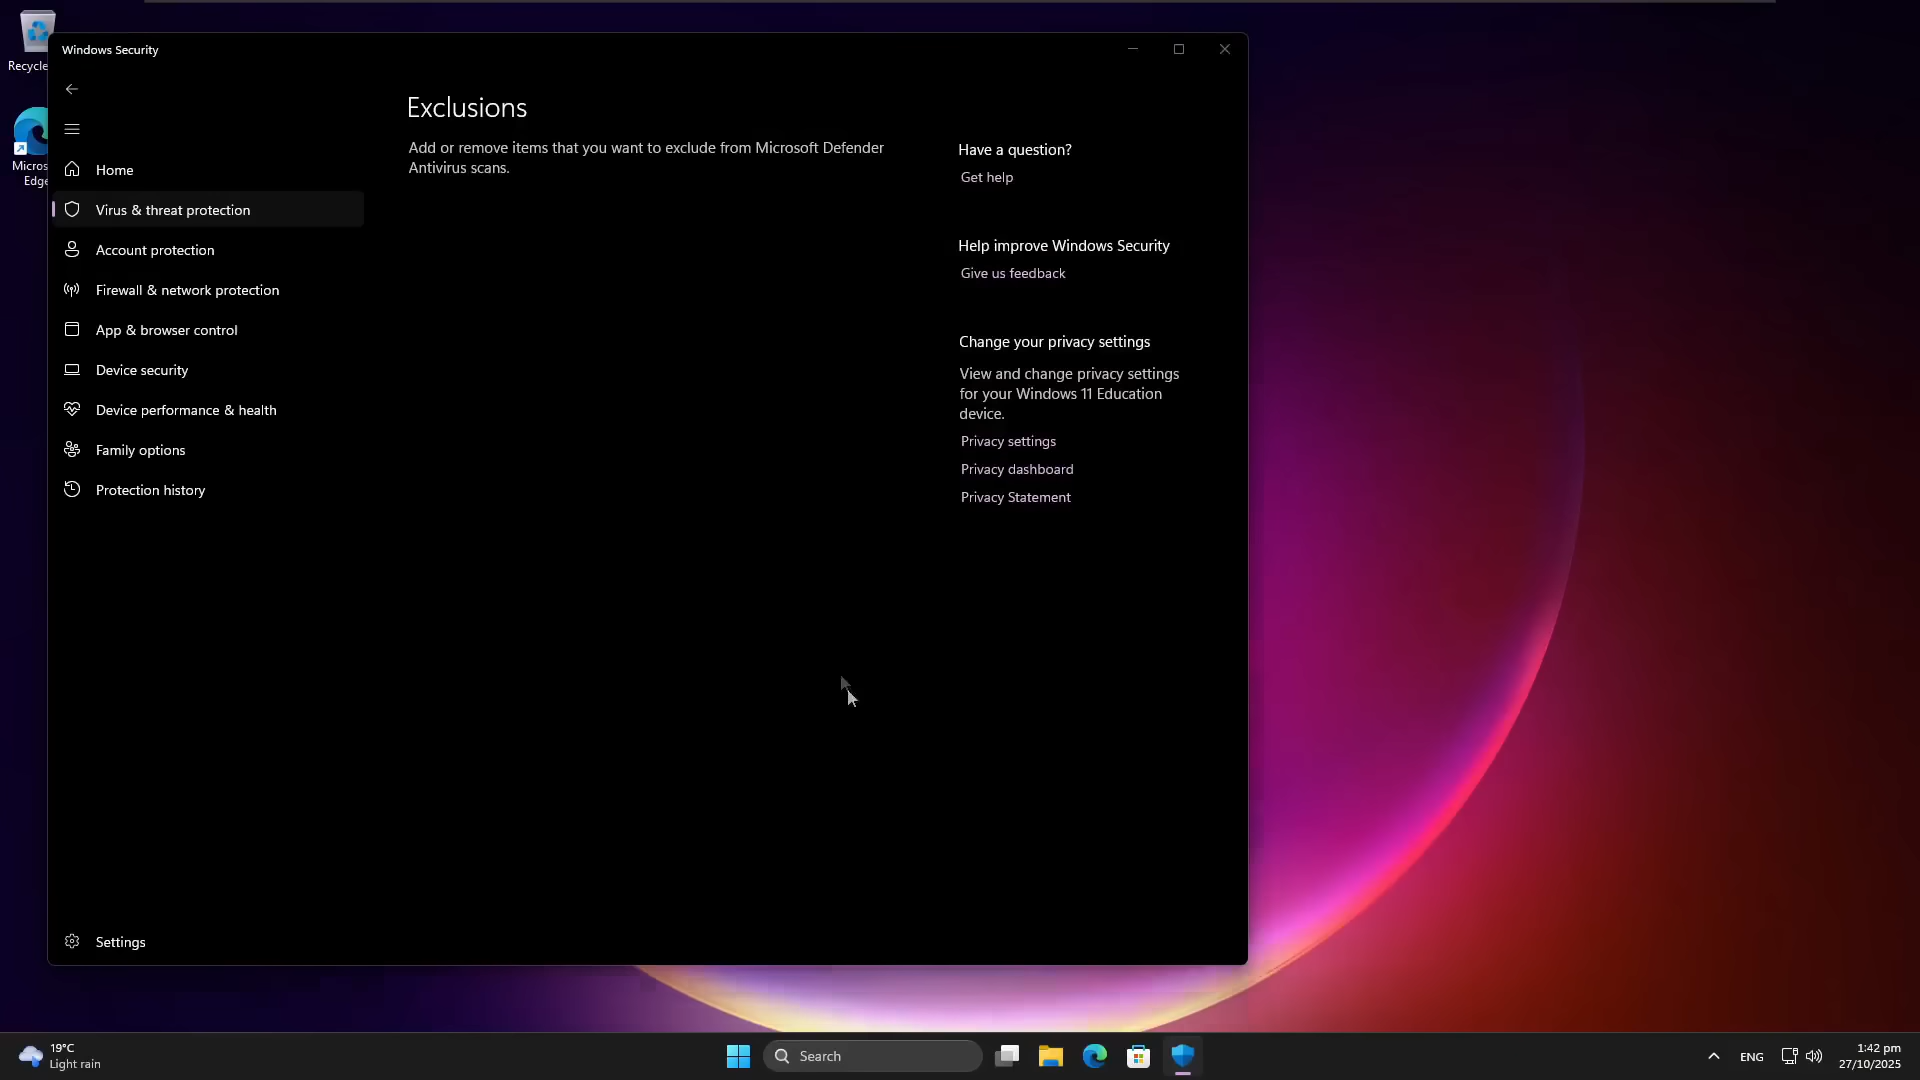 Recycle
Micros
Edge
Windows Security
Home
Virus & threat protection
Account protection
Firewall & network protection
App & browser control
Device security
Device performance & health
Family options
Protection history
Settings
Exclusions
Add or remove items that you want to exclude from Microsoft Defender
Antivirus scans.
Have a question?
Get help
Help improve Windows Security
Give us feedback
Change your privacy settings
View and change privacy settings
for your Windows 11 Education
device.
Privacy settings
Privacy dashboard
Privacy Statement
19°C
Light rain
Search
ENG
1:42 pm
27/10/2025